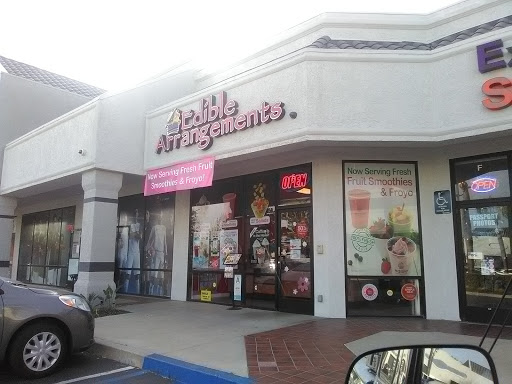 Edible
Arrangements
Now Serving Fresh Fruit
Smoothies & Froyo!
OPEN
Now Serving Fresh
Fruit Smoothies
& Froyo
F
OPEN
PASSPORT
PHOTOS